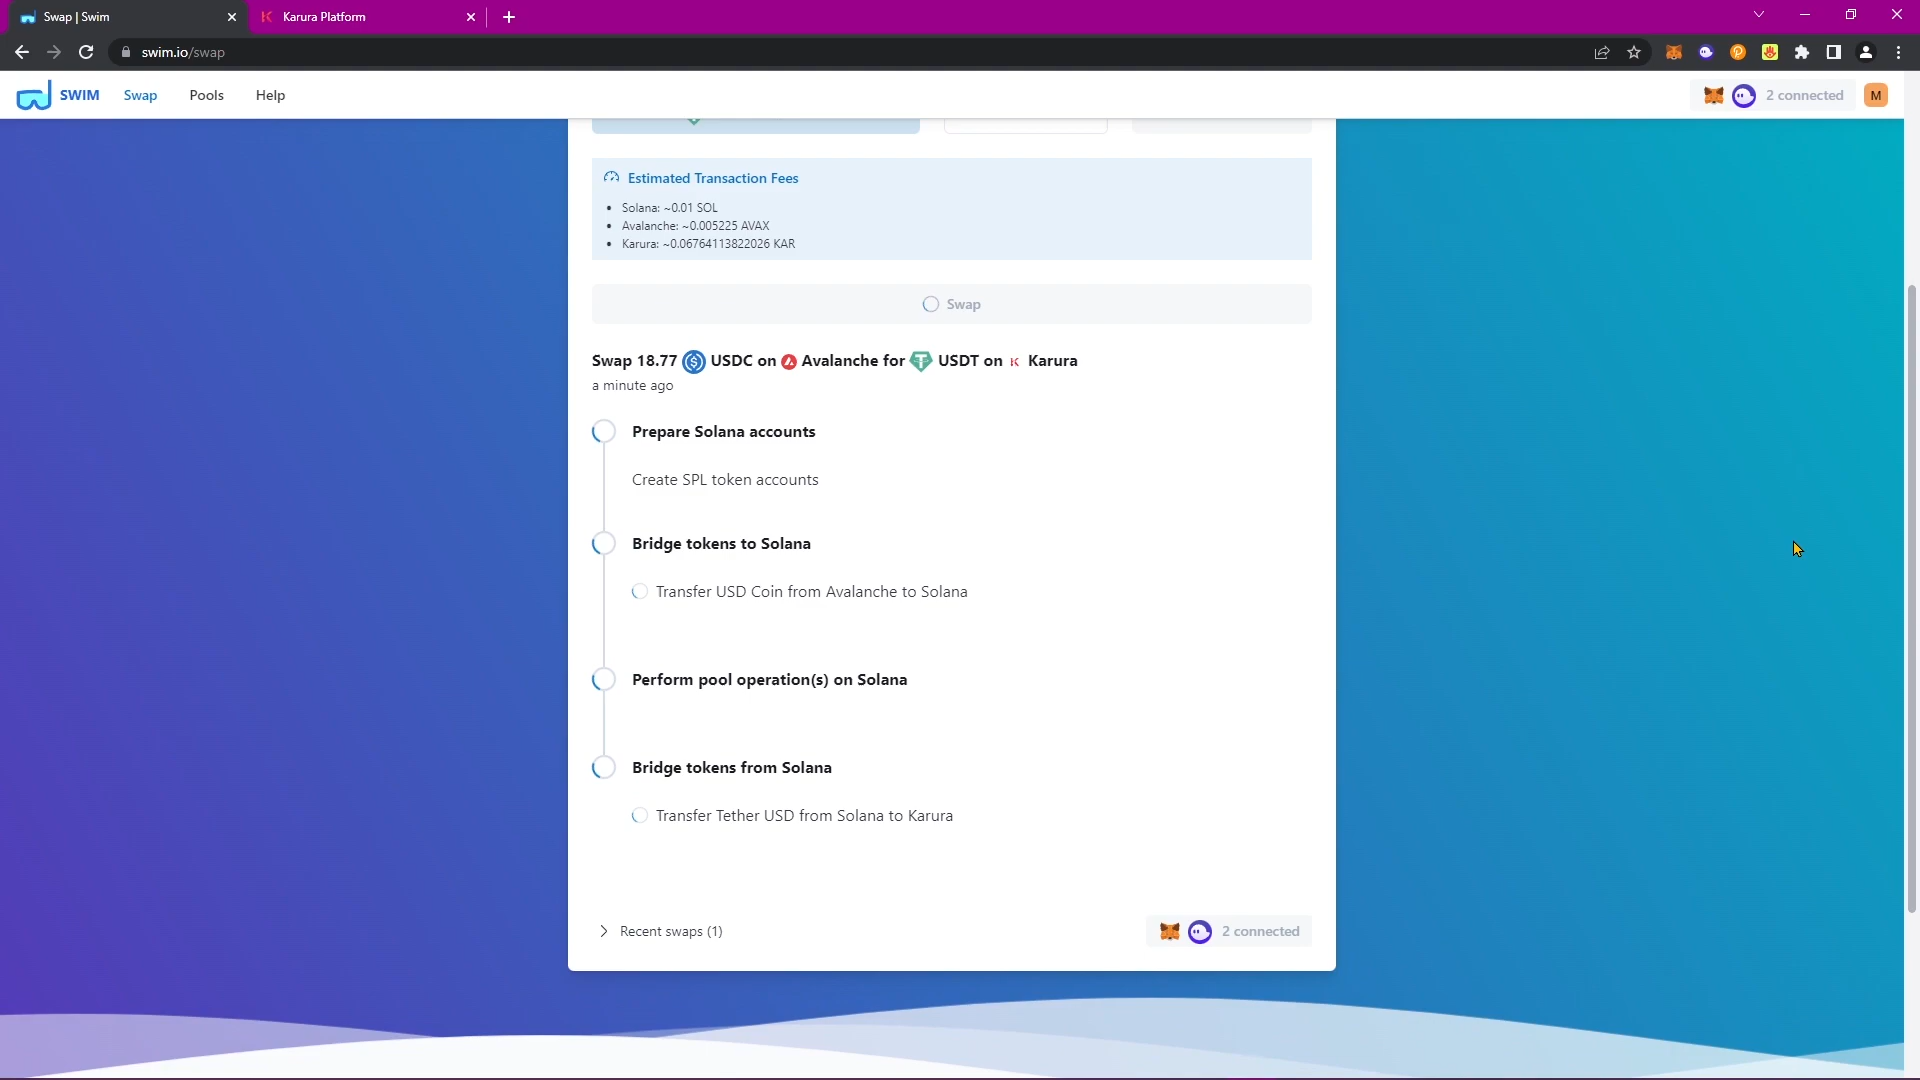 Swap | Swim
Karura Platform
swim.io/swap
SWIM
Swap
Pools
Help
2 connected
M
Estimated Transaction Fees
• Solana: ~0.01 SOL
• Avalanche: ~0.005225 AVAX
• Karura: ~0.06764113822026 KAR
Swap
Swap 18.77 USDC on Avalanche for USDT on Karura
a minute ago
Prepare Solana accounts
Create SPL token accounts
Bridge tokens to Solana
Transfer USD Coin from Avalanche to Solana
Perform pool operation(s) on Solana
Bridge tokens from Solana
Transfer Tether USD from Solana to Karura
Recent swaps (1)
2 connected